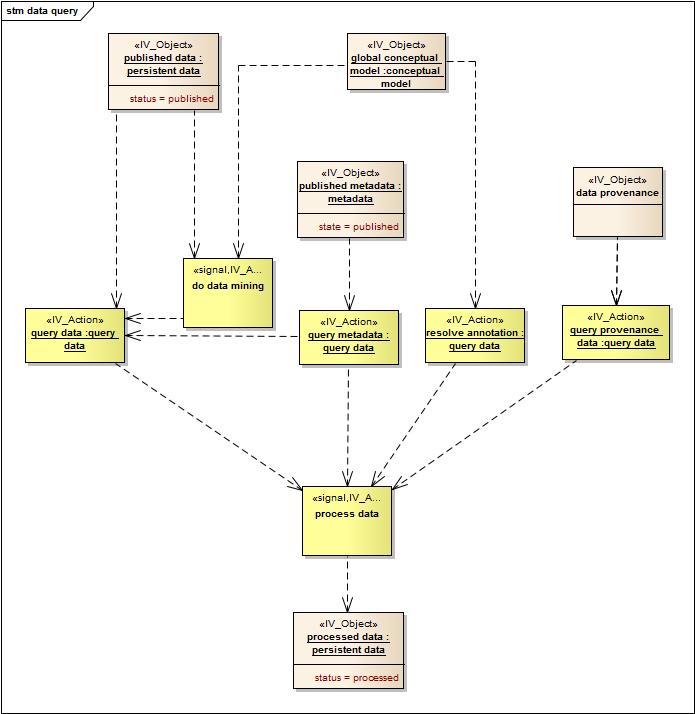 stm data query
«IV_Object»
published data :
persistent data
status = published
«IV_Object»
global conceptual
model :conceptual
model
«IV_Object»
published metadata :
metadata
state = published
«IV_Object»
data provenance
«signal,IV_A...
do data mining
«IV_Action»
query data :query
data
«IV_Action»
query metadata :
query data
«IV_Action»
resolve annotation :
query data
«IV_Action»
query provenance
data :query data
«signal,IV_A...
process data
«IV_Object»
processed data :
persistent data
status = processed